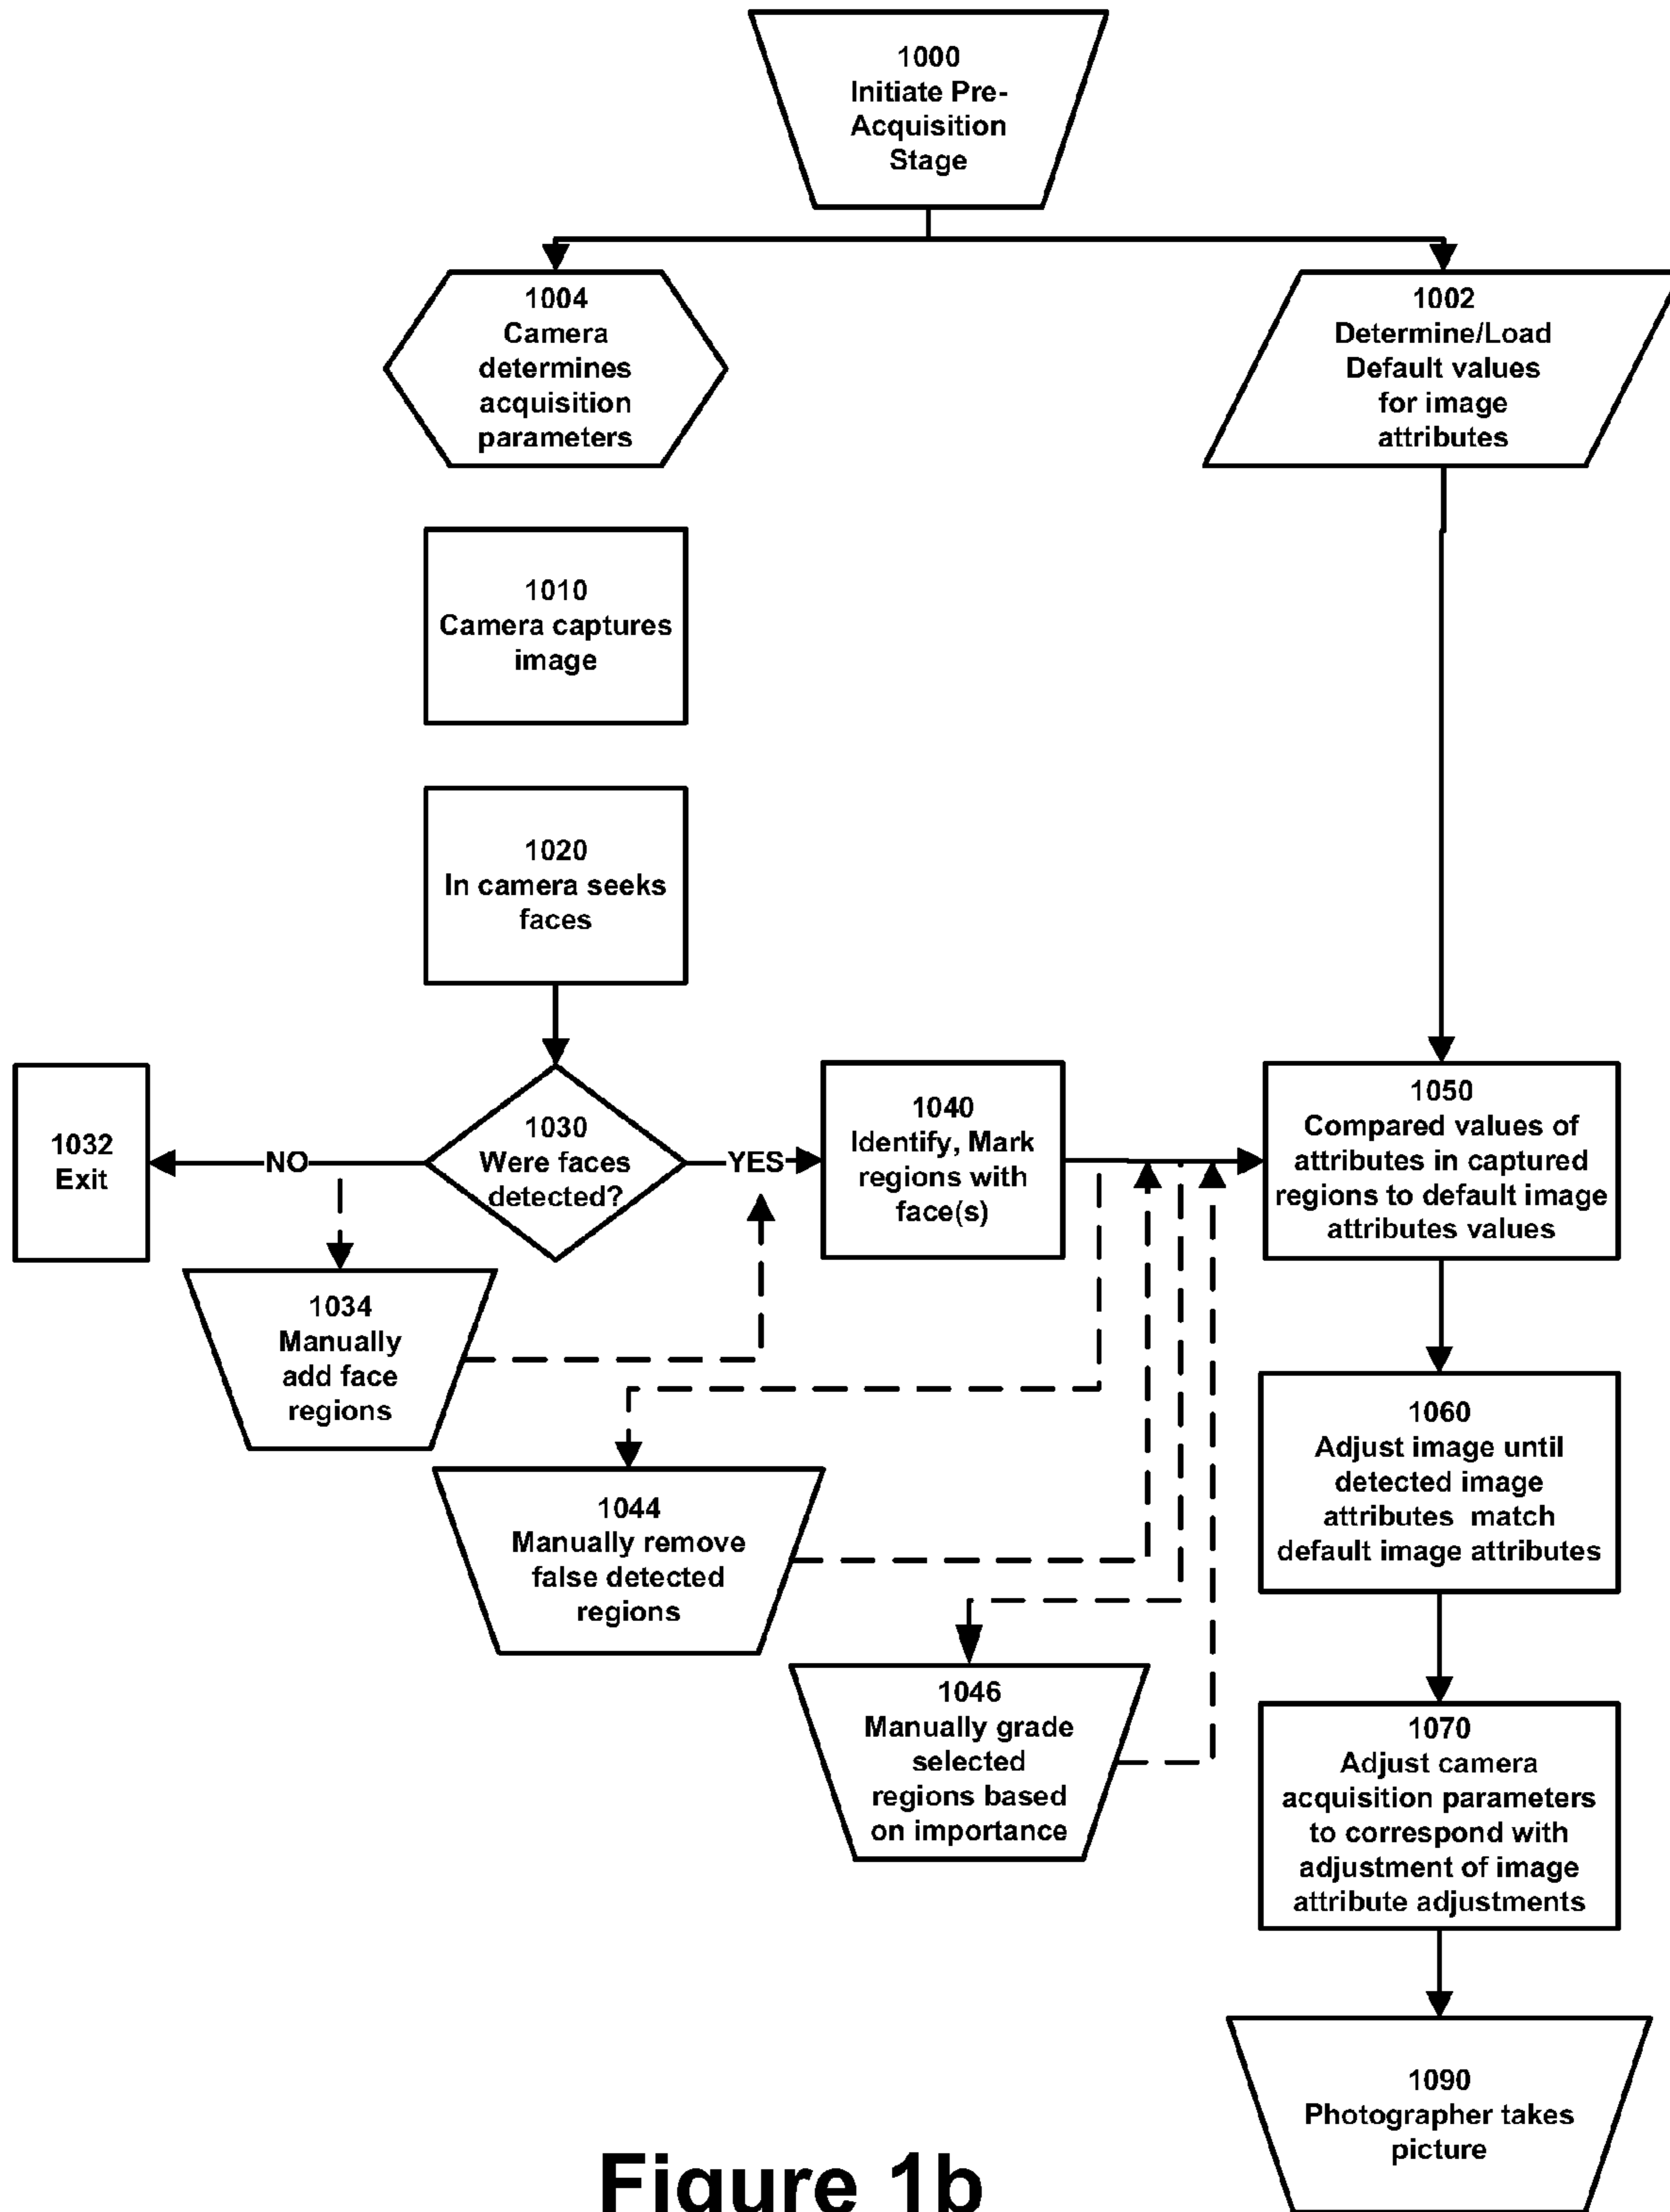 1000
Initiate Pre-
Acquisition
Stage
1004
Camera
determines
acquisition
parameters
1002
Determine/Load
Default values
for image
attributes
1010
Camera captures
image
1020
In camera seeks
faces
1032
Exit
NO
1030
Were faces
detected?
YES
1040
Identify, Mark
regions with
face(s)
1050
Compared values of
attributes in captured
regions to default image
attributes values
1034
Manually
add face
regions
1044
Manually remove
false detected
regions
1060
Adjust image until
detected image
attributes match
default image attributes
1046
Manually grade
selected
regions based
on importance
1070
Adjust camera
acquisition parameters
to correspond with
adjustment of image
attribute adjustments
1090
Photographer takes
picture
Figure 1b